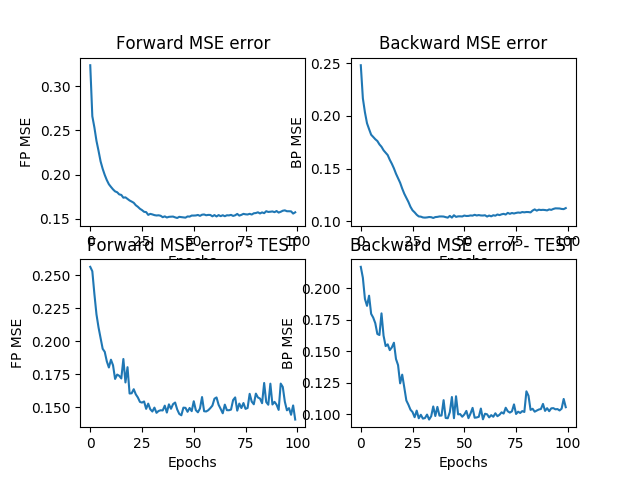 Forward MSE error
Backward MSE error
FP MSE
0.30
0.25
0.20
0.15
BP MSE
0.25
0.20
0.15
0.10
0 25 50 75 100
Epochs
0 25 50 75 100
Epochs
Forward MSE error - TEST
Backward MSE error - TEST
FP MSE
0.250
0.225
0.200
0.175
0.150
BP MSE
0.200
0.175
0.150
0.125
0.100
0 25 50 75 100
Epochs
0 25 50 75 100
Epochs